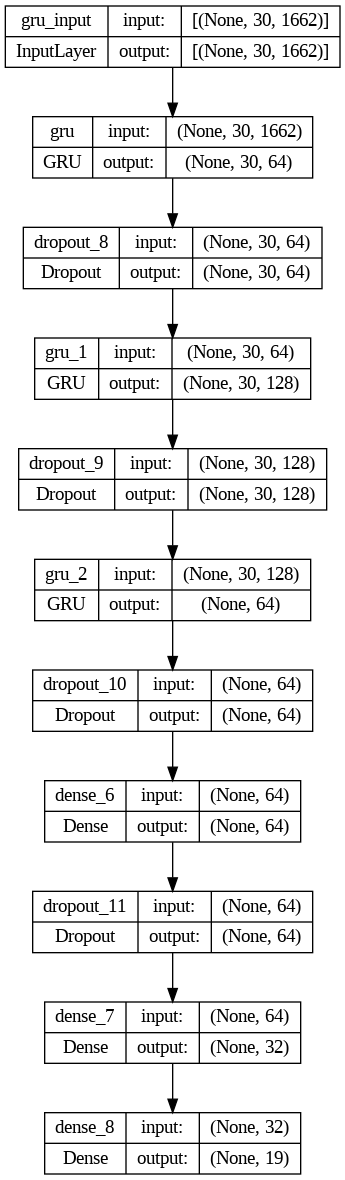 gru_input input: [(None, 30, 1662)]
InputLayer output: [(None, 30, 1662)]
gru input: (None, 30, 1662)
GRU output: (None, 30, 64)
dropout_8 input: (None, 30, 64)
Dropout output: (None, 30, 64)
gru_1 input: (None, 30, 64)
GRU output: (None, 30, 128)
dropout_9 input: (None, 30, 128)
Dropout output: (None, 30, 128)
gru_2 input: (None, 30, 128)
GRU output: (None, 64)
dropout_10 input: (None, 64)
Dropout output: (None, 64)
dense_6 input: (None, 64)
Dense output: (None, 64)
dropout_11 input: (None, 64)
Dropout output: (None, 64)
dense_7 input: (None, 64)
Dense output: (None, 32)
dense_8 input: (None, 32)
Dense output: (None, 19)